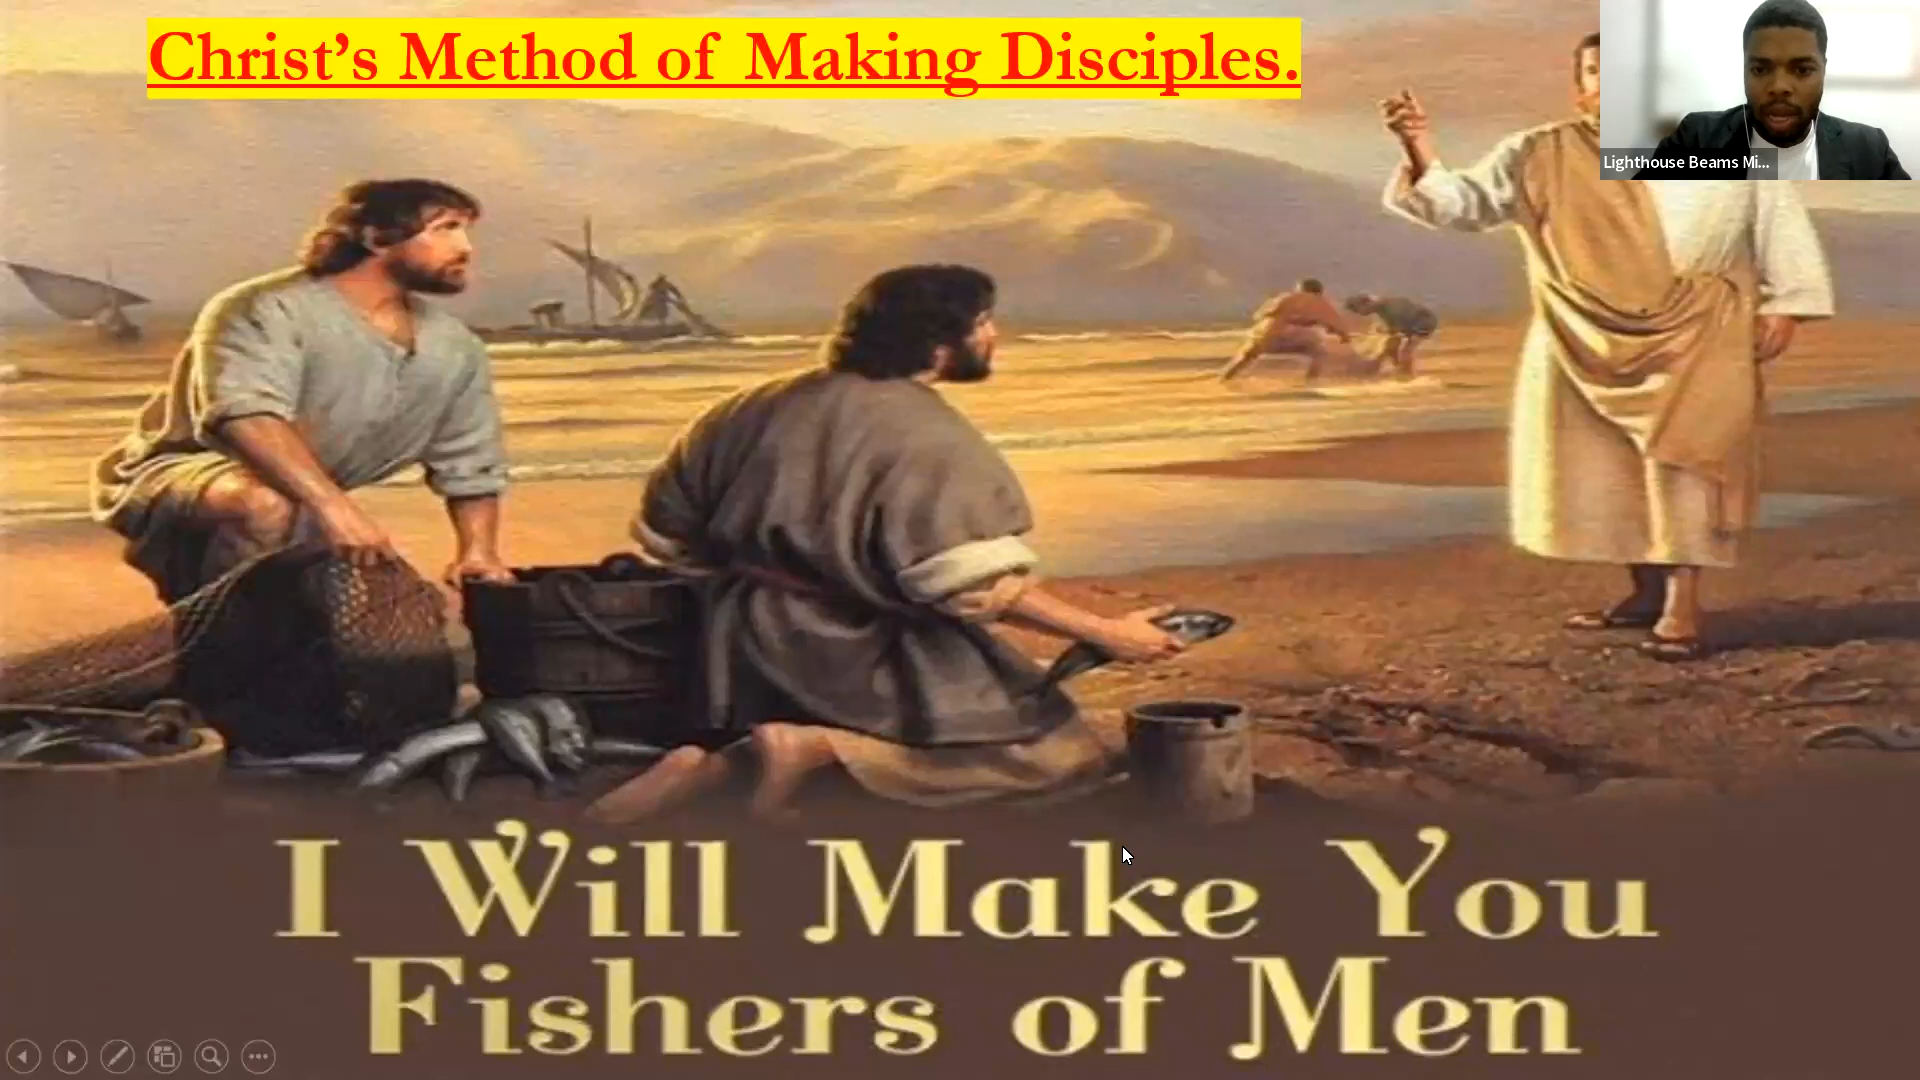 Christ’s Method of Making Disciples.
Lighthouse Beams Mi...
I Will Make You
Fishers of Men